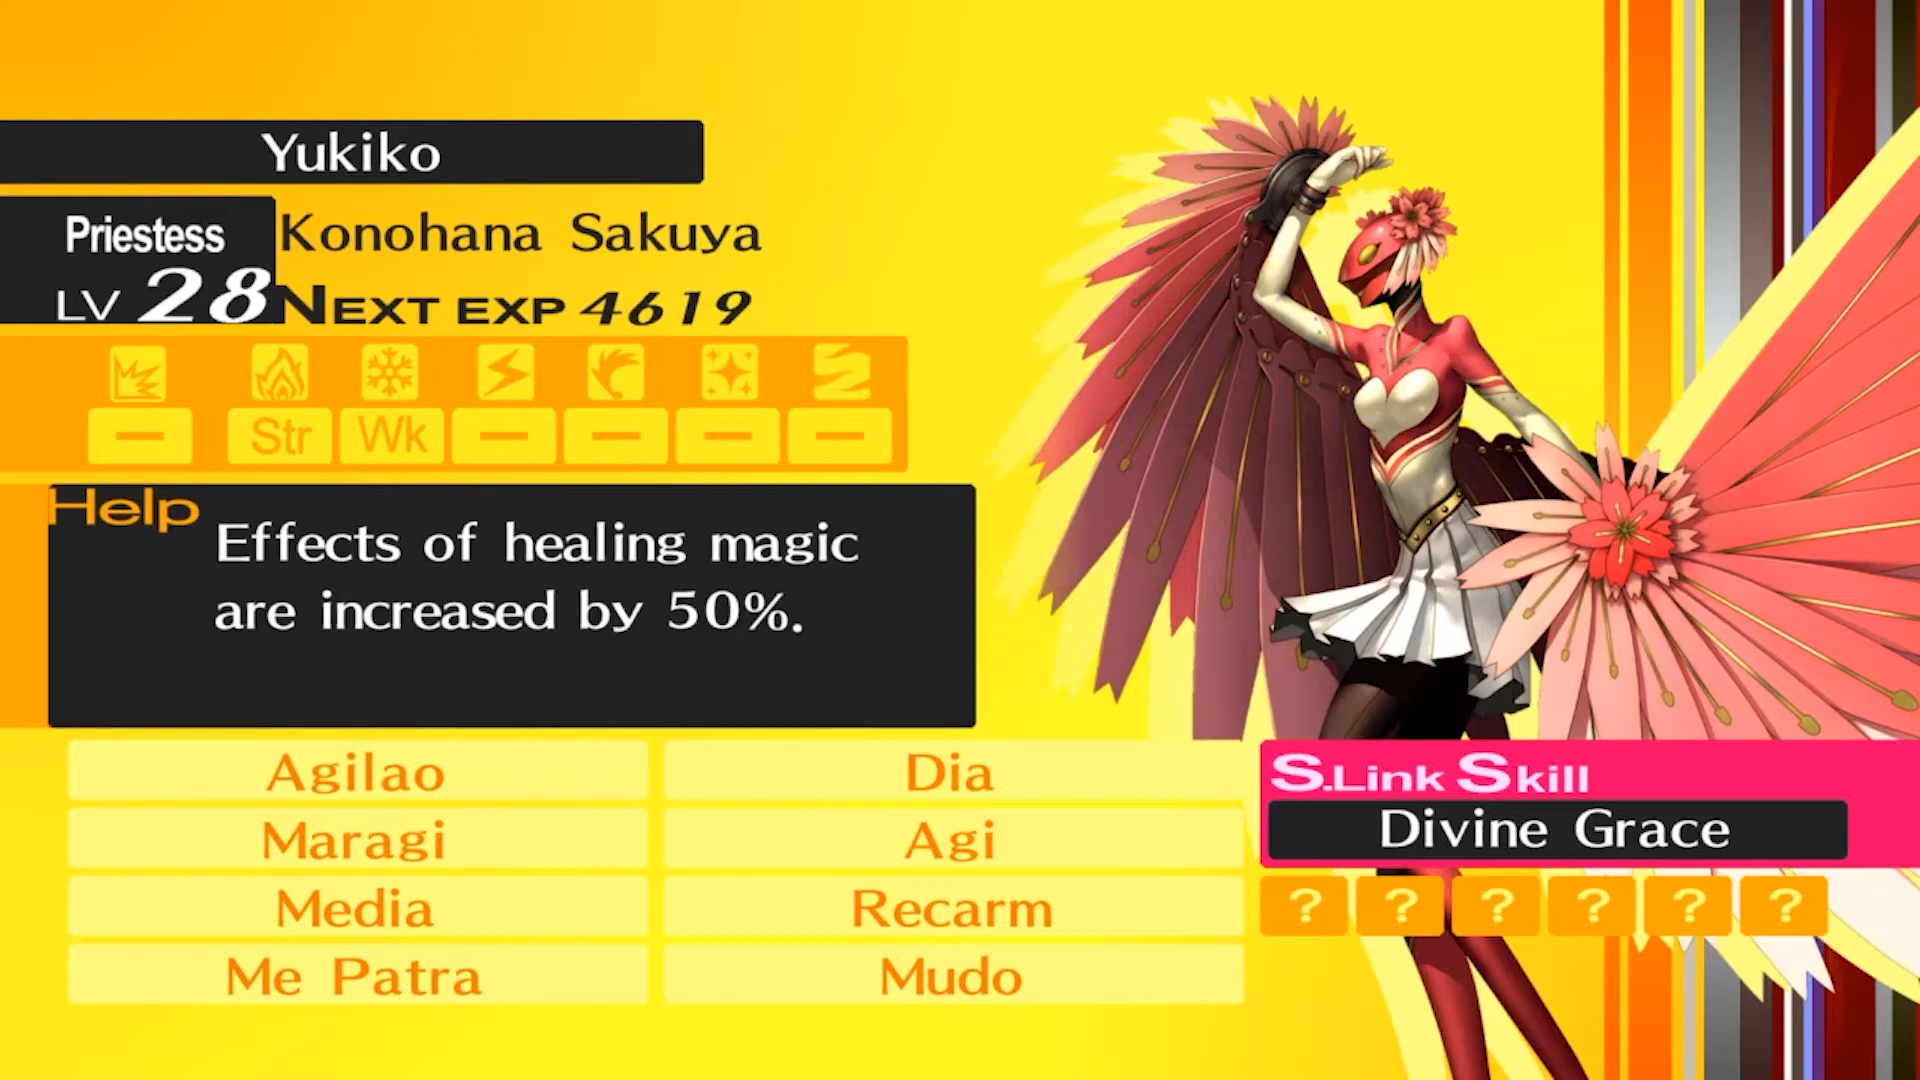 Yukiko
Priestess Konohana Sakuya
LV 28 NEXT EXP 4619
– Str Wk – – – –
Help
Effects of healing magic
are increased by 50%.
Agilao Dia
Maragi Agi
Media Recarm
Me Patra Mudo
S.Link Skill
Divine Grace
? ? ? ? ? ?